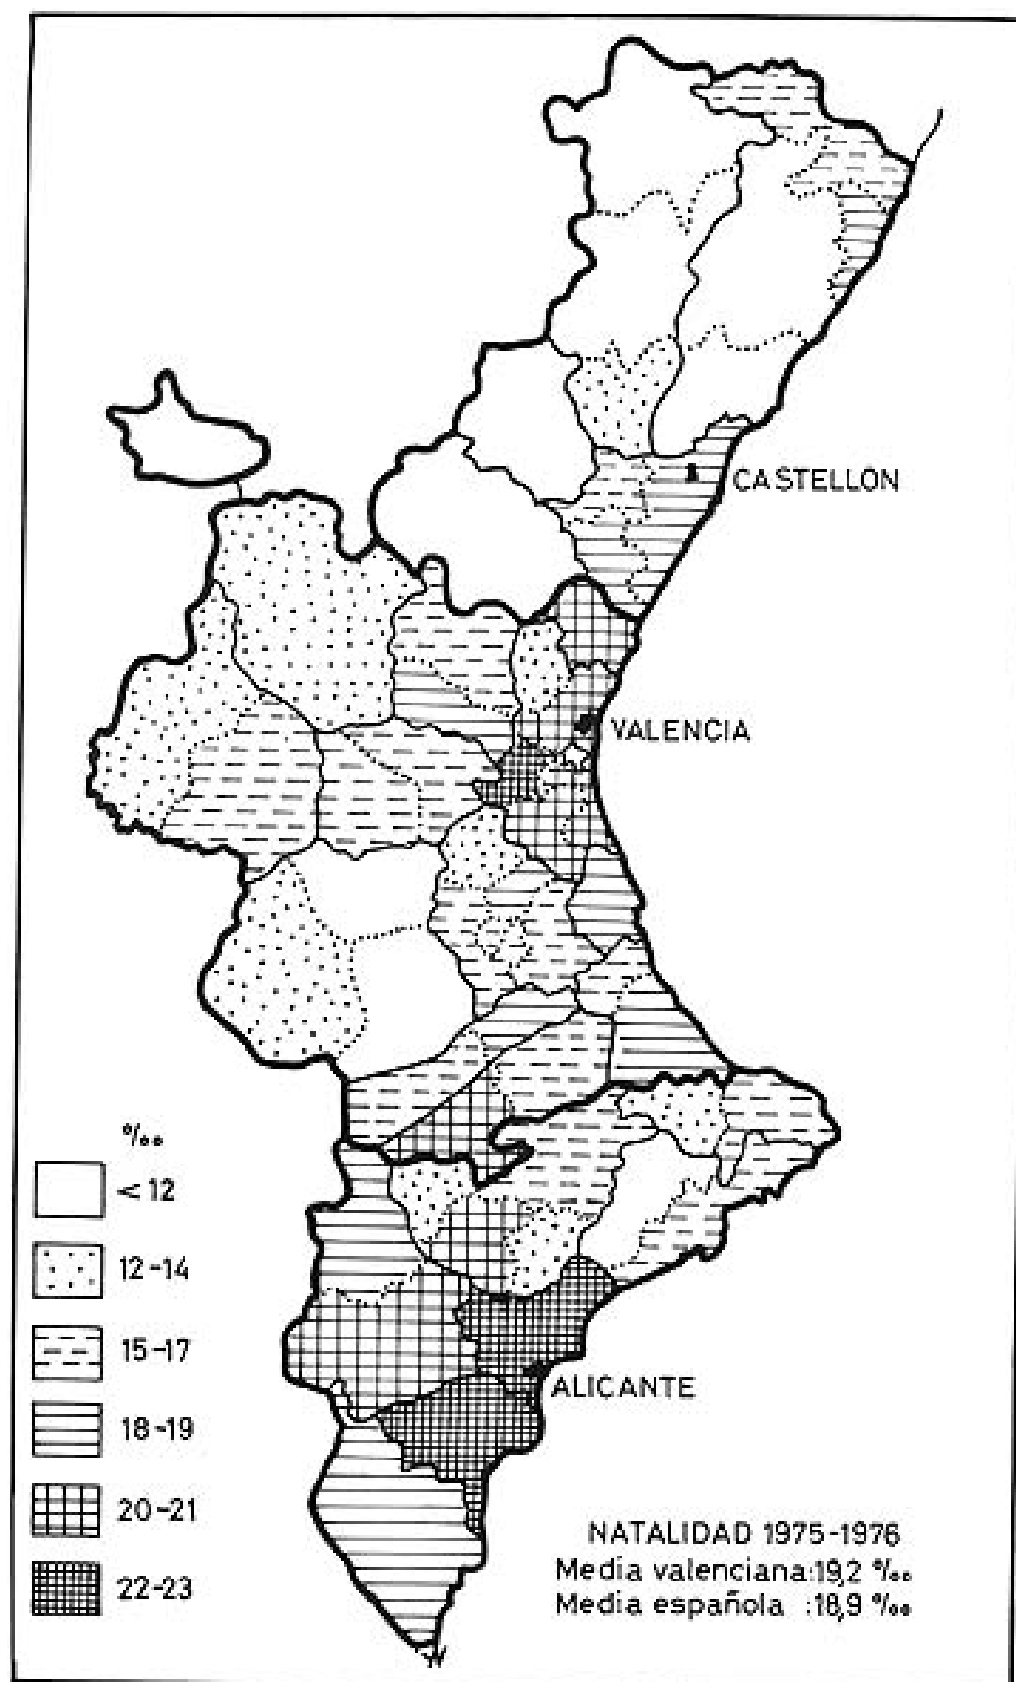 CASTELLON
VALENCIA
ALICANTE
‰
< 12
12-14
15-17
18-19
20-21
22-23
NATALIDAD 1975-1976
Media valenciana:19,2 ‰
Media española :18,9 ‰